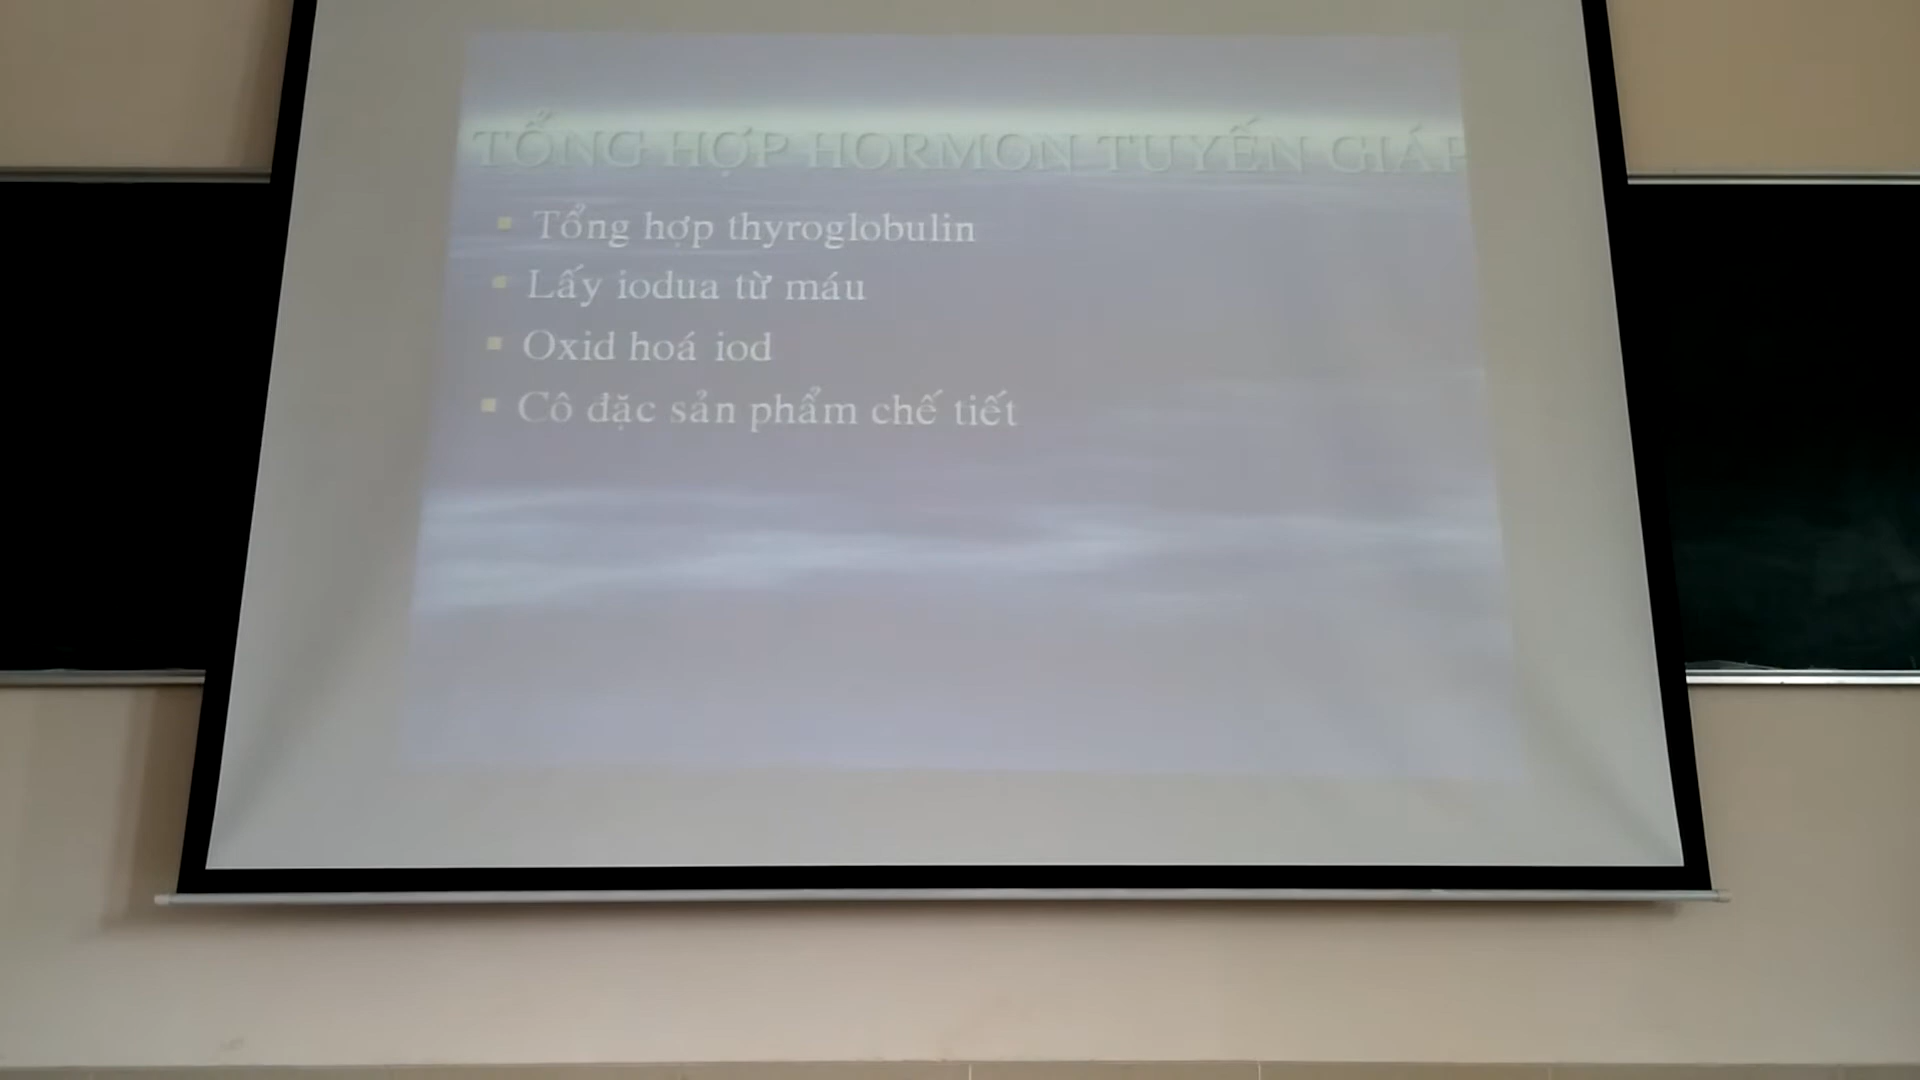 TỔNG HỢP HORMON TUYẾN GIÁP
Tổng hợp thyroglobulin
Lấy iodua từ máu
Oxid hoá iod
Cô đặc sản phẩm chế tiết